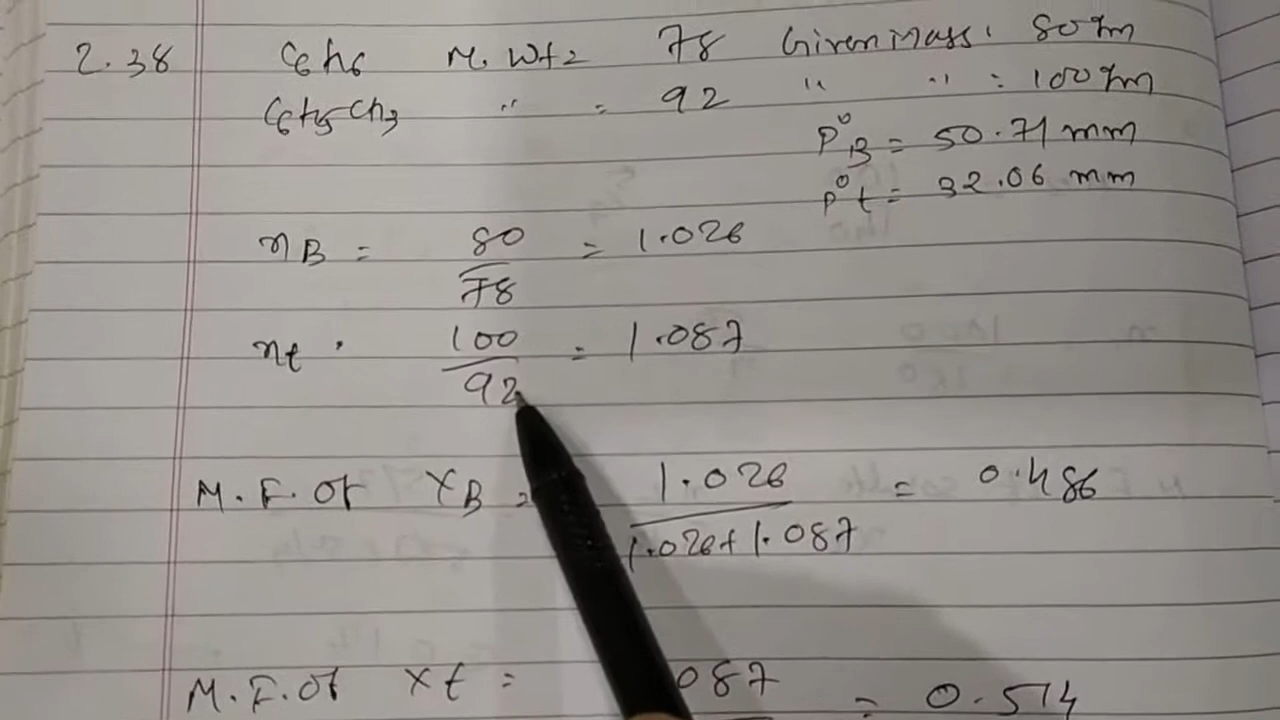 2.38 C6H6 M. Wt = 78 Given Mass: 80 gm
C6H5CH3 " = 92 " " = 100 gm
P°B = 50.71 mm
P°t = 32.06 mm
nB = 80/78 = 1.026
nt = 100/92 = 1.087
M.F. of XB = 1.026/1.026+1.087 = 0.486
M.F. of Xt = 087 = 0.514